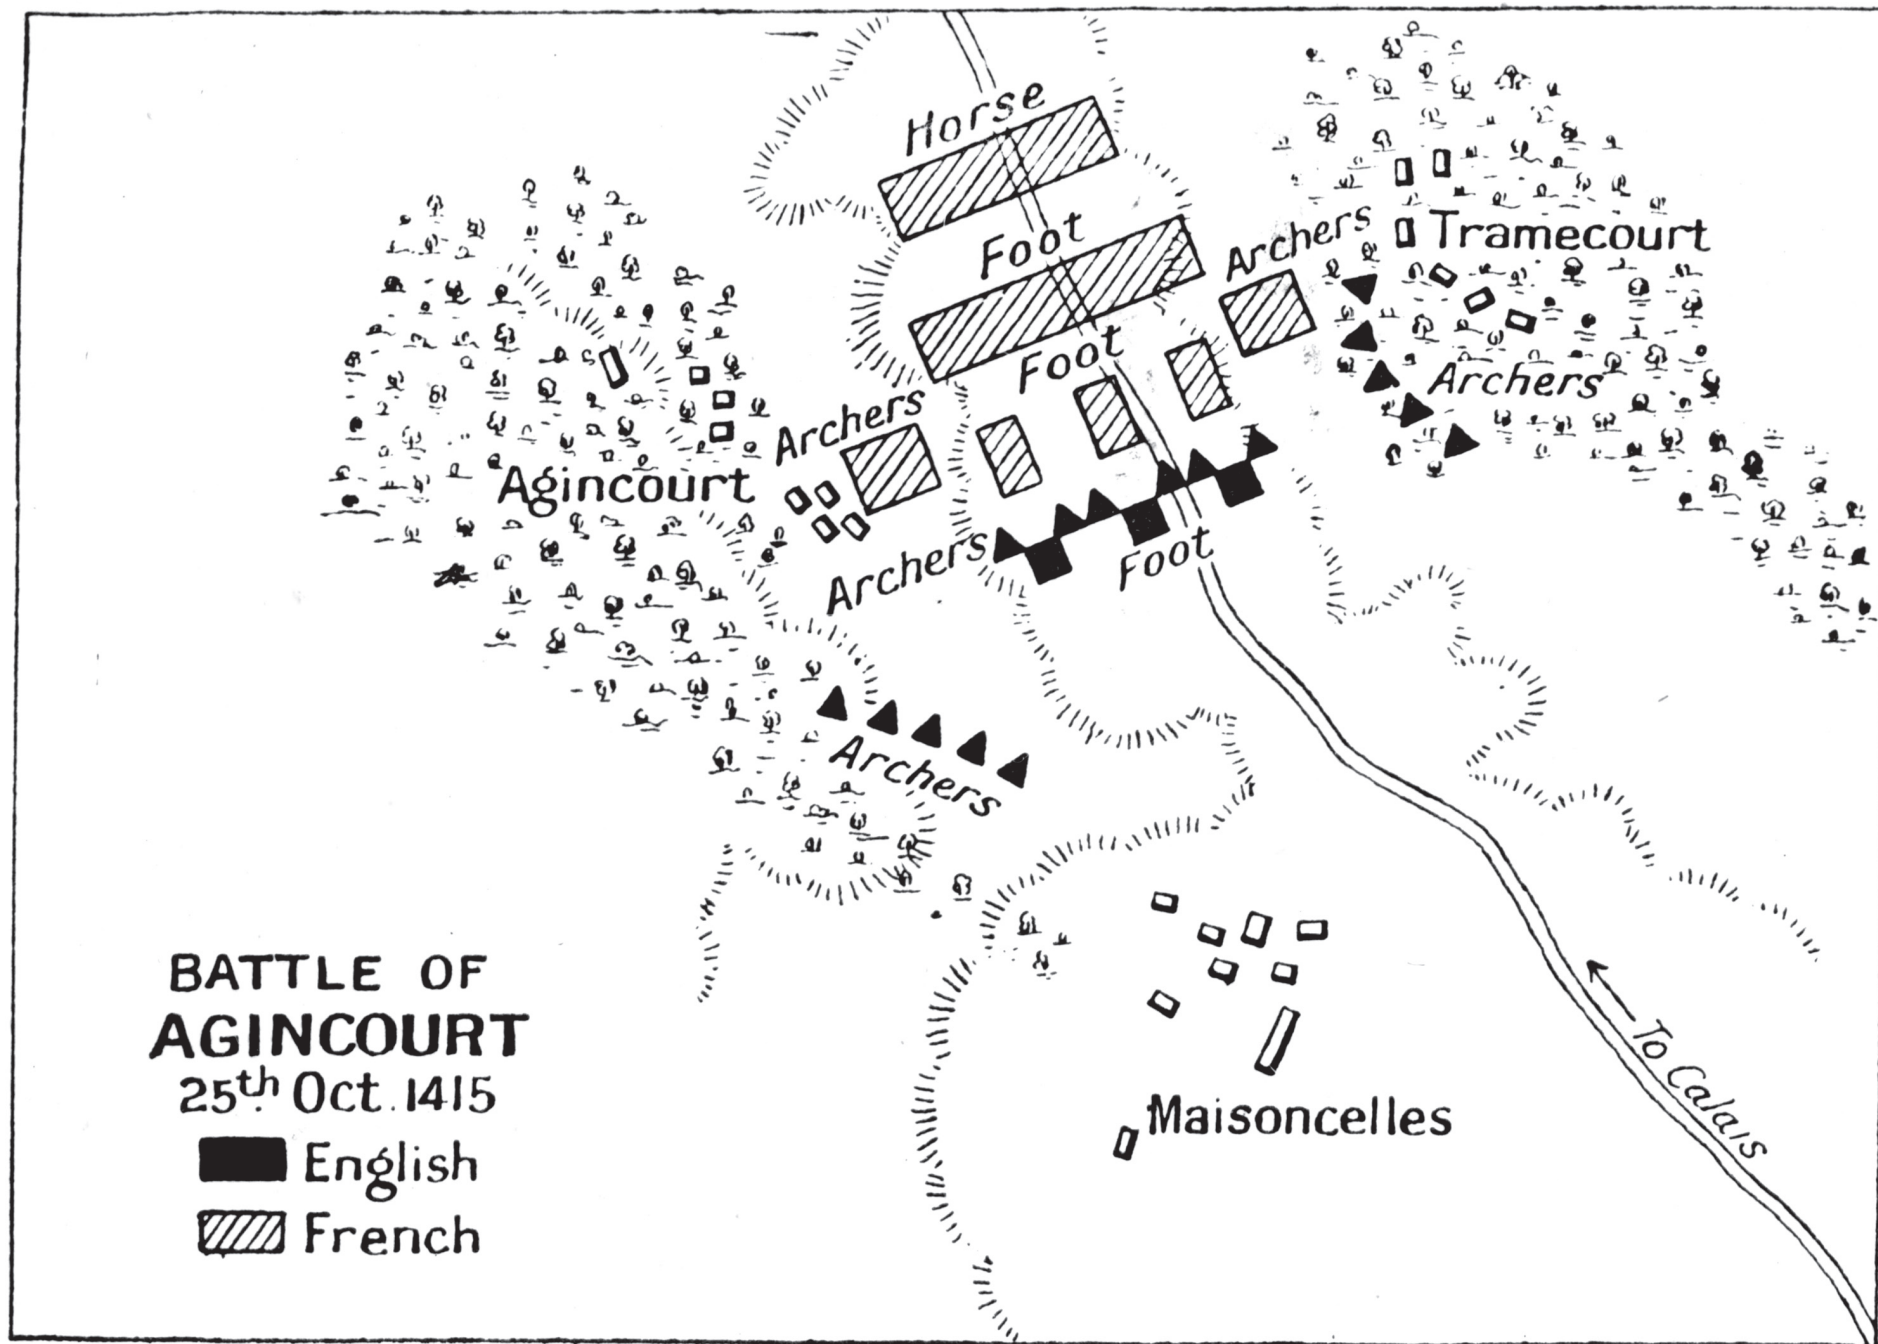 Horse
Foot
Archers
Tramecourt
Foot
Archers
Archers
Agincourt
Archers
Foot
Archers
BATTLE OF
AGINCOURT
25th Oct. 1415
English
French
To Calais
Maisoncelles